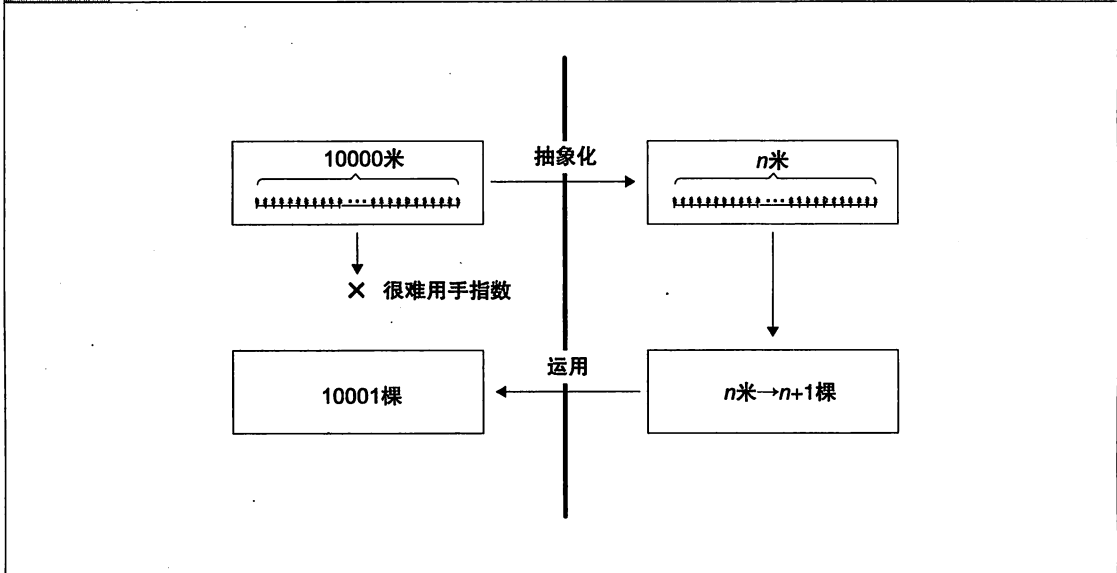 10000米
抽象化
n米
很难用手指数
运用
10001棵
n米→n+1棵